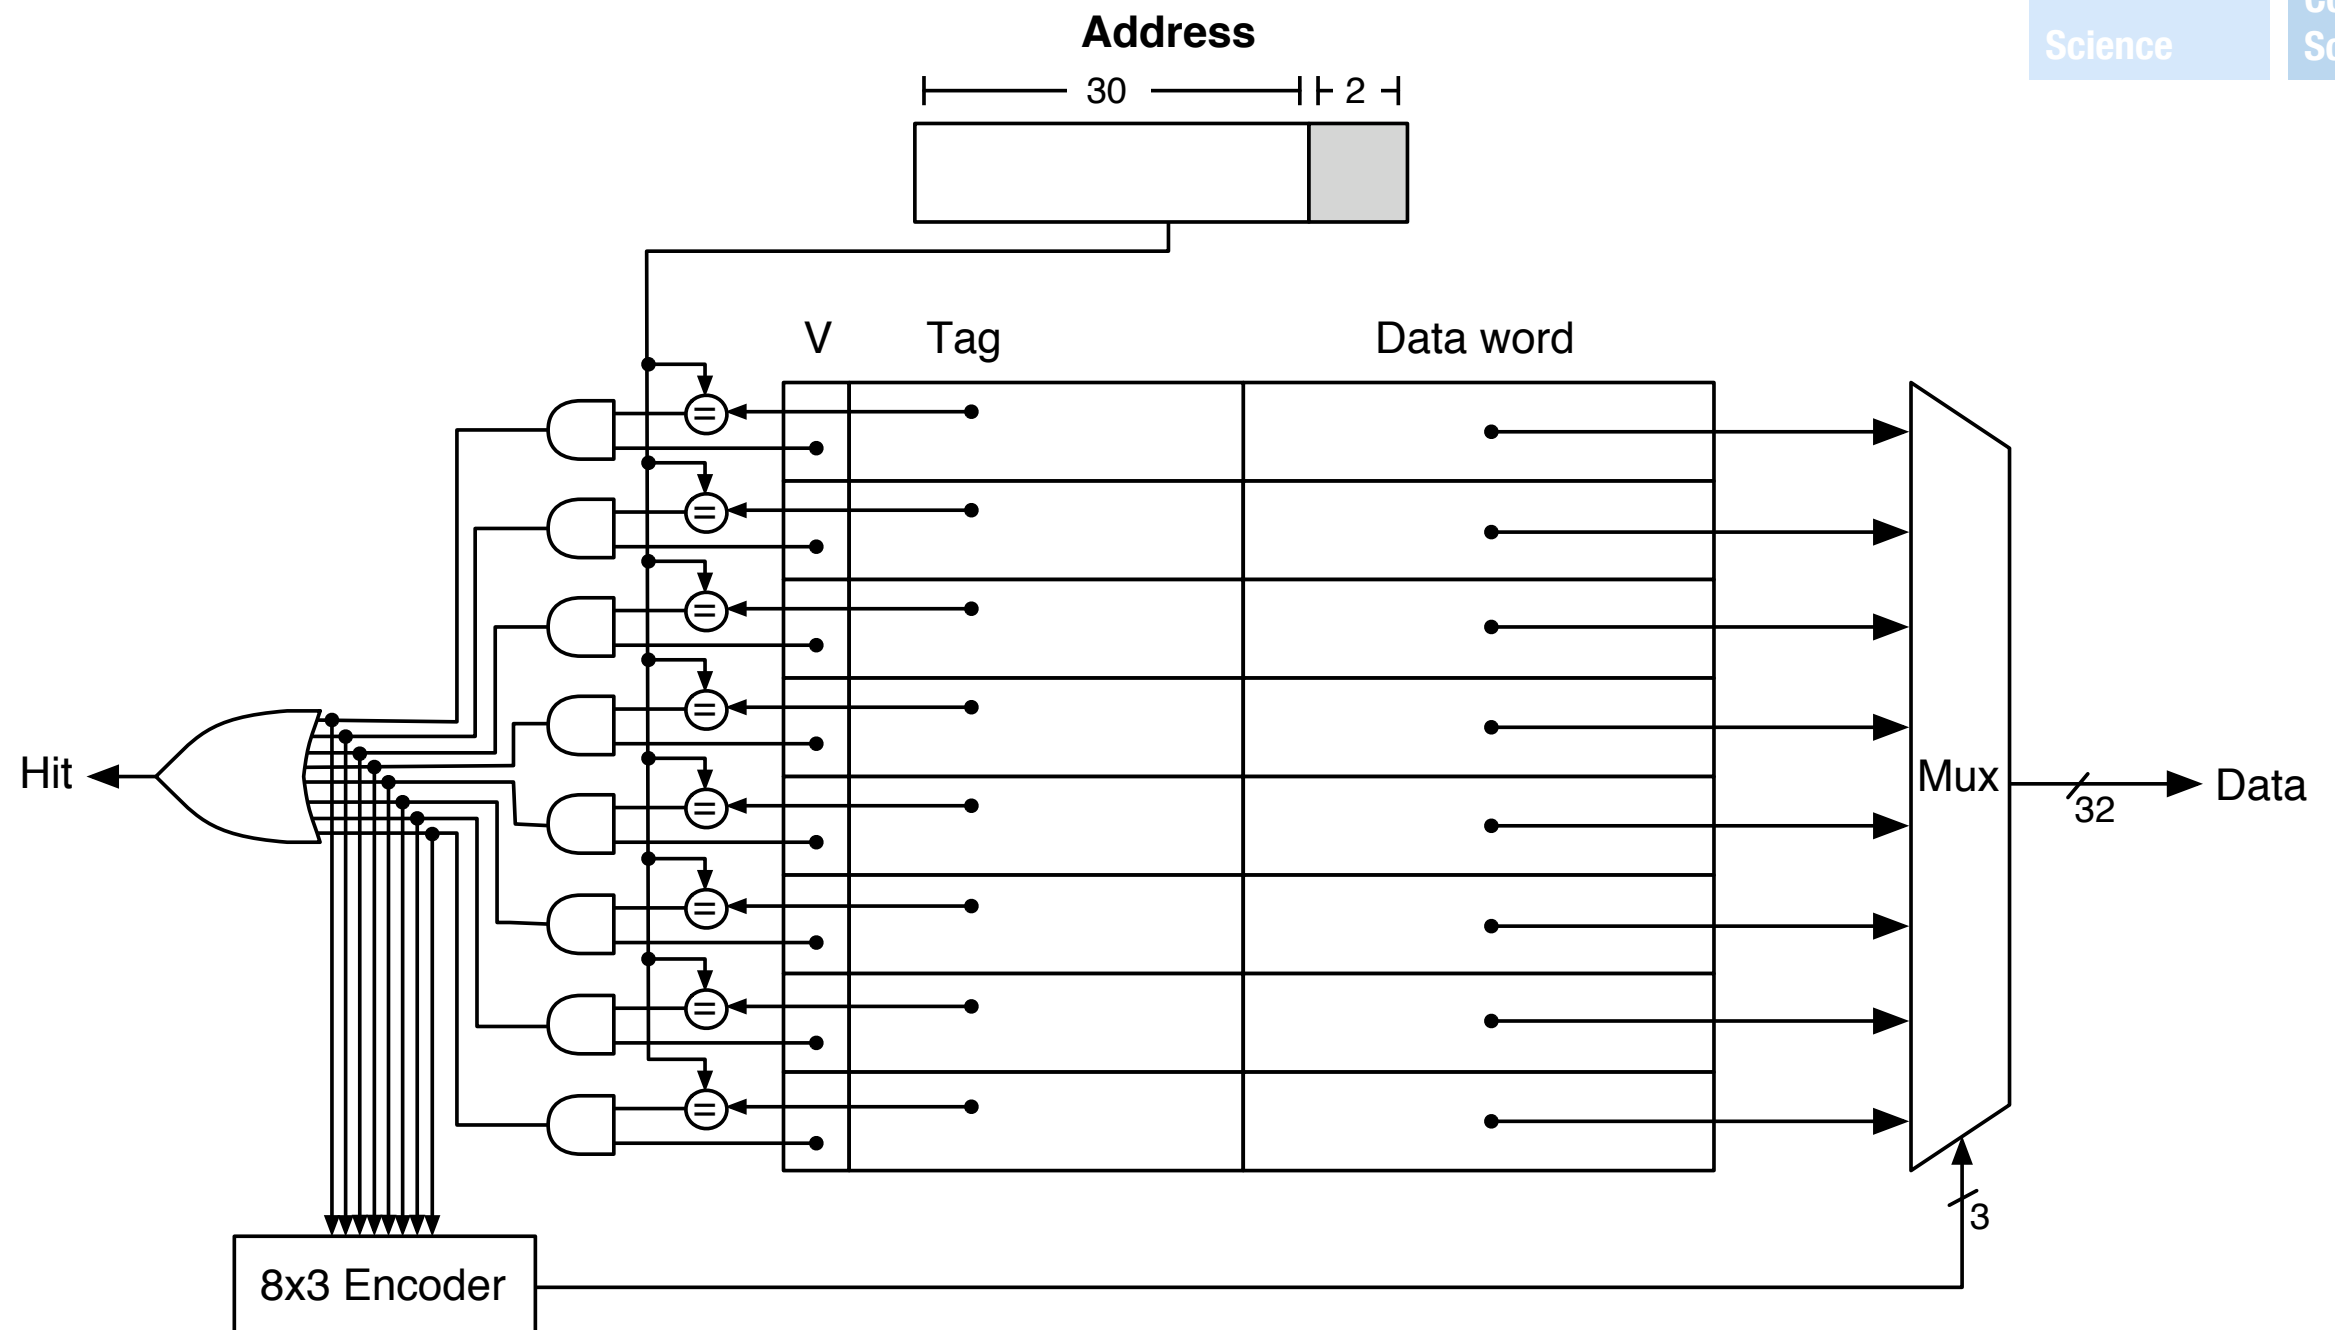 Address
Science
30 2
V Tag Data word
=
=
=
=
=
=
=
=
Hit
Mux
Data
32
3
8x3 Encoder